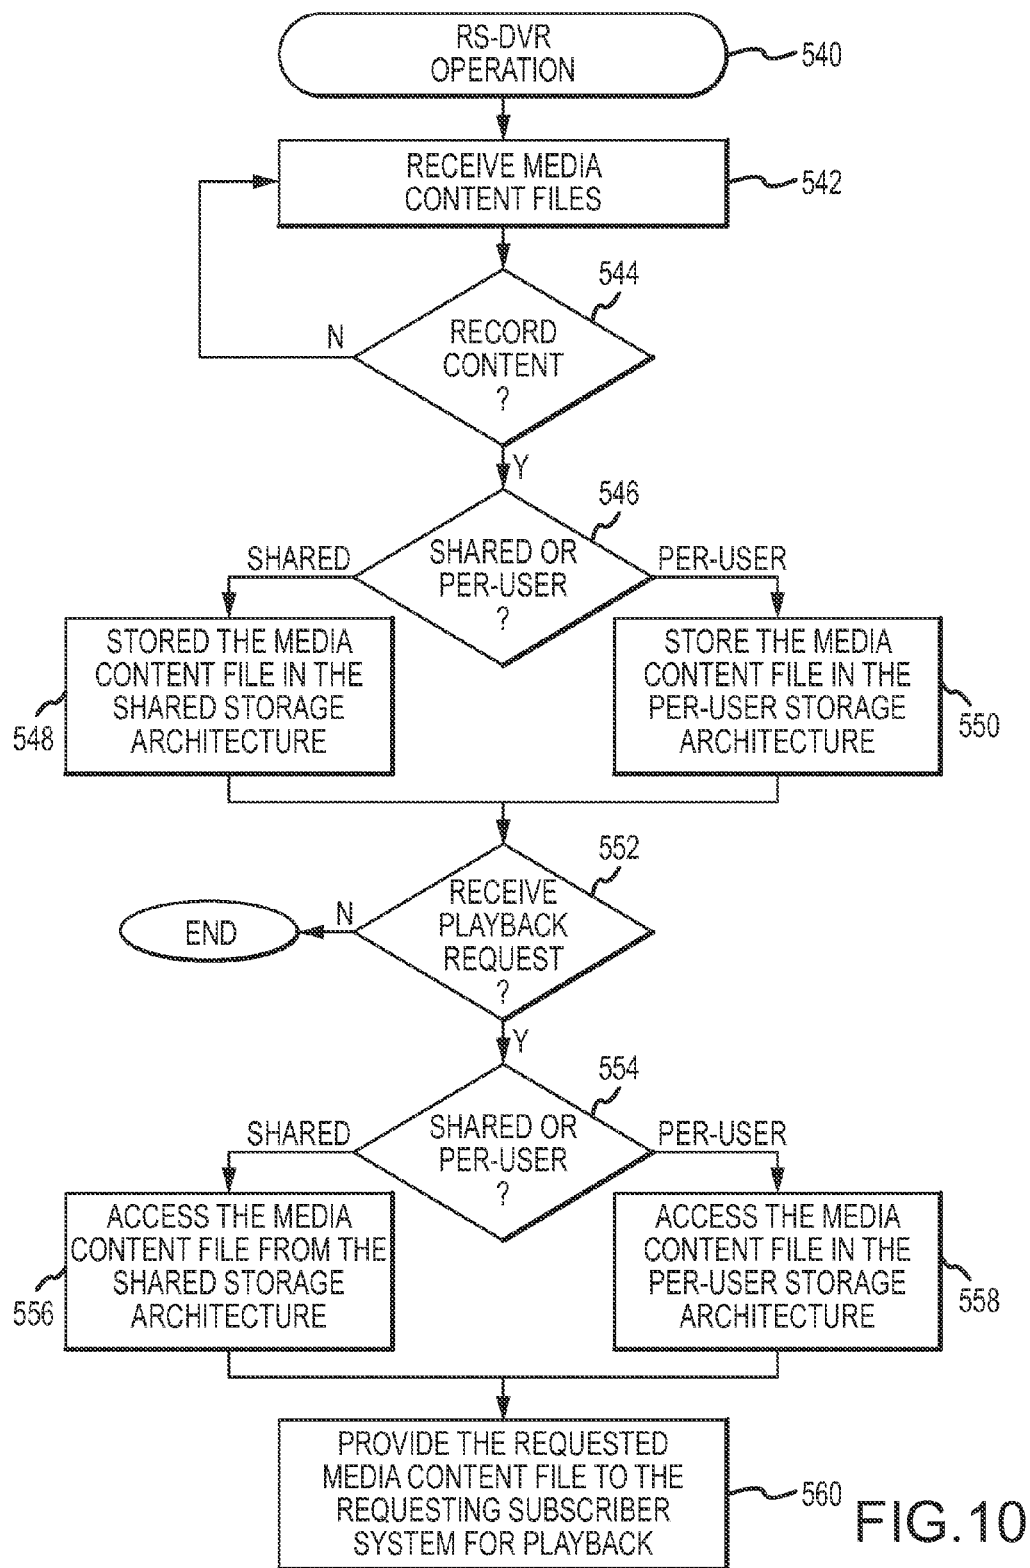 RS-DVR
OPERATION
540
RECEIVE MEDIA
CONTENT FILES
542
544
RECORD
CONTENT
?
N
Y
546
SHARED OR
PER-USER
?
SHARED
PER-USER
STORED THE MEDIA
CONTENT FILE IN THE
SHARED STORAGE
ARCHITECTURE
548
STORE THE MEDIA
CONTENT FILE IN THE
PER-USER STORAGE
ARCHITECTURE
550
552
RECEIVE
PLAYBACK
REQUEST
?
N
END
Y
554
SHARED OR
PER-USER
?
SHARED
PER-USER
ACCESS THE MEDIA
CONTENT FILE FROM THE
SHARED STORAGE
ARCHITECTURE
556
ACCESS THE MEDIA
CONTENT FILE IN THE
PER-USER STORAGE
ARCHITECTURE
558
PROVIDE THE REQUESTED
MEDIA CONTENT FILE TO THE
REQUESTING SUBSCRIBER
SYSTEM FOR PLAYBACK
560
FIG.10